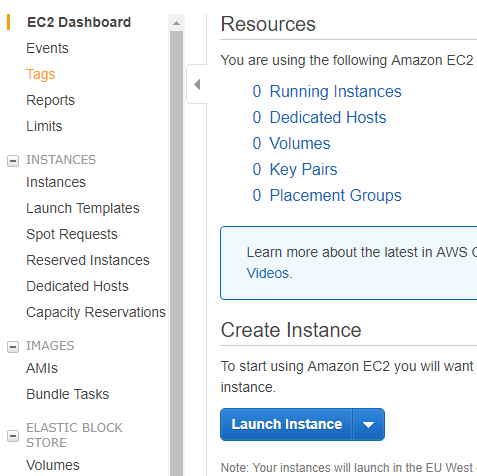 EC2 Dashboard
Events
Tags
Reports
Limits
INSTANCES
Instances
Launch Templates
Spot Requests
Reserved Instances
Dedicated Hosts
Capacity Reservations
IMAGES
AMIs
Bundle Tasks
ELASTIC BLOCK
STORE
Volumes
Resources
You are using the following Amazon EC2
0 Running Instances
0 Dedicated Hosts
0 Volumes
0 Key Pairs
0 Placement Groups
Learn more about the latest in AWS
Videos.
Create Instance
To start using Amazon EC2 you will want
instance.
Launch Instance
Note: Your instances will launch in the EU West